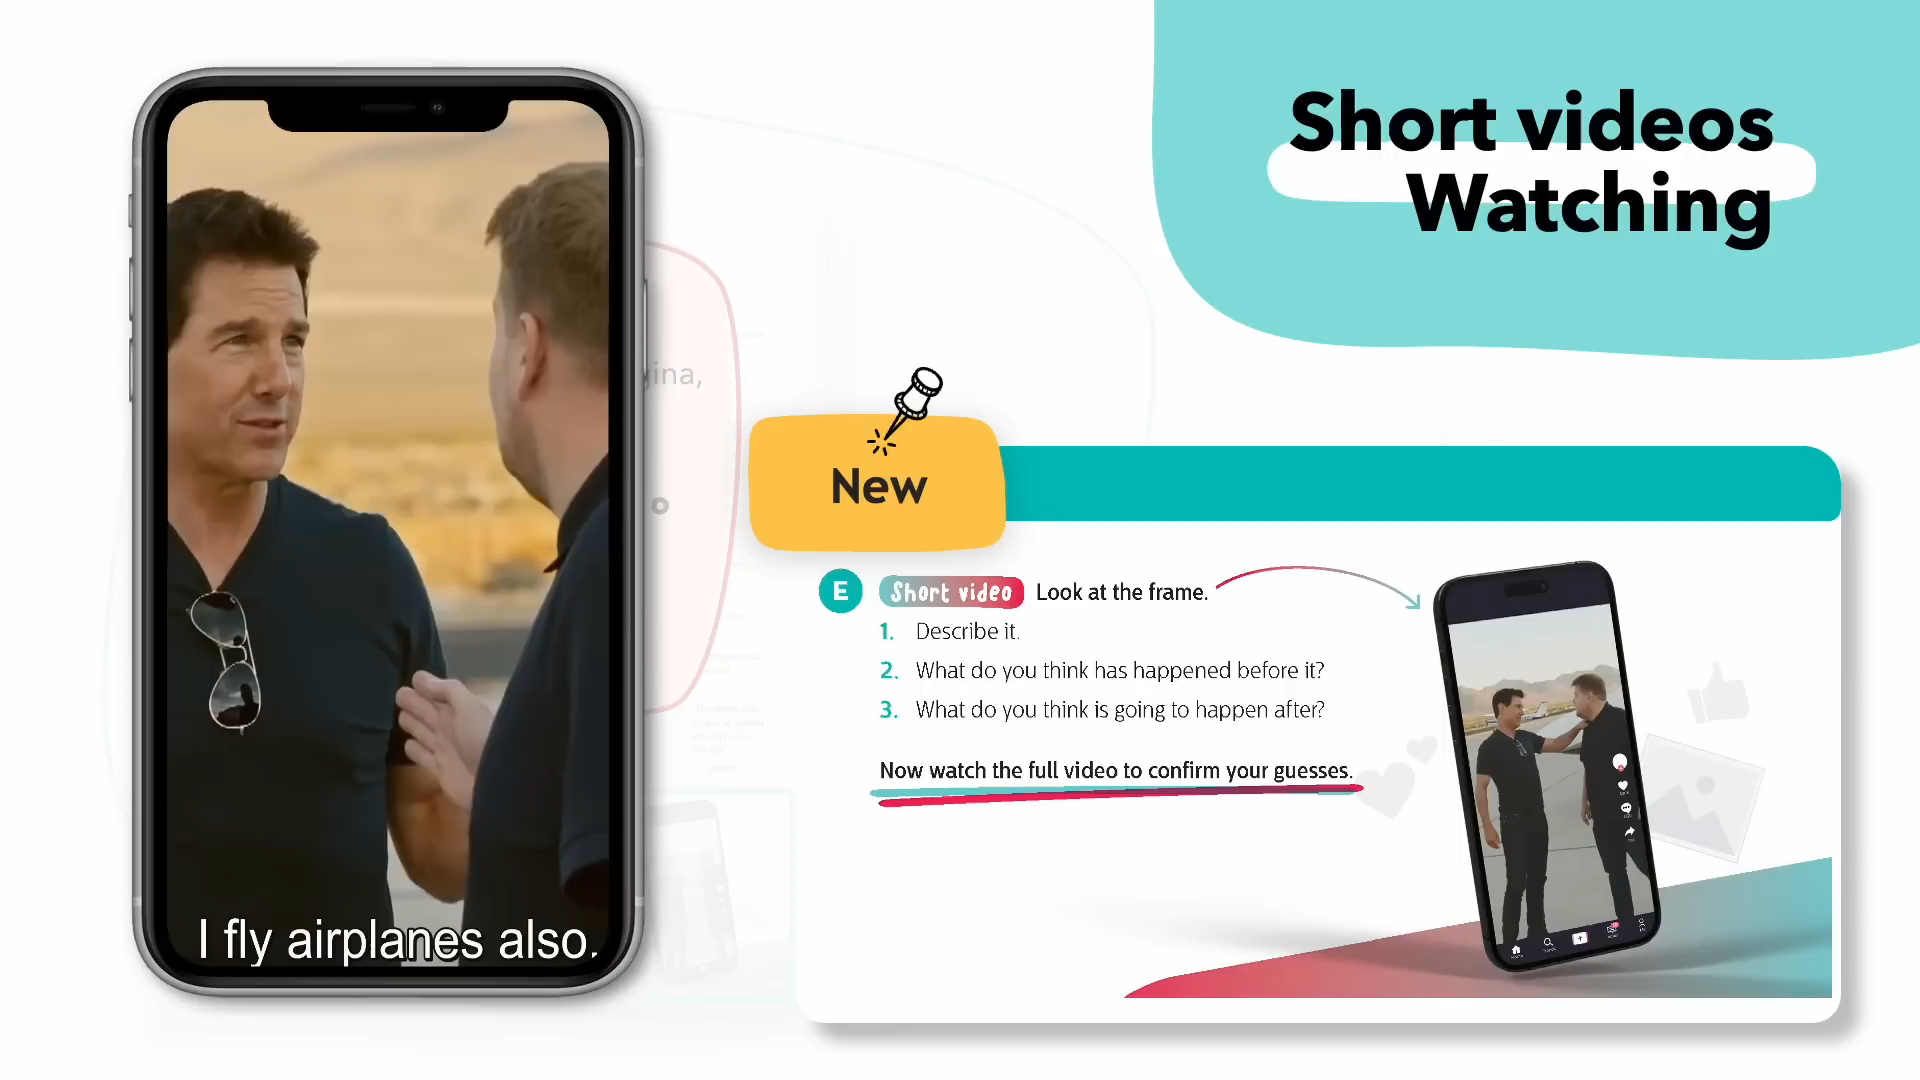 Short videos
Watching
New
E Short video Look at the frame.
1. Describe it.
2. What do you think has happened before it?
3. What do you think is going to happen after?
Now watch the full video to confirm your guesses.
I fly airplanes also.
ina,